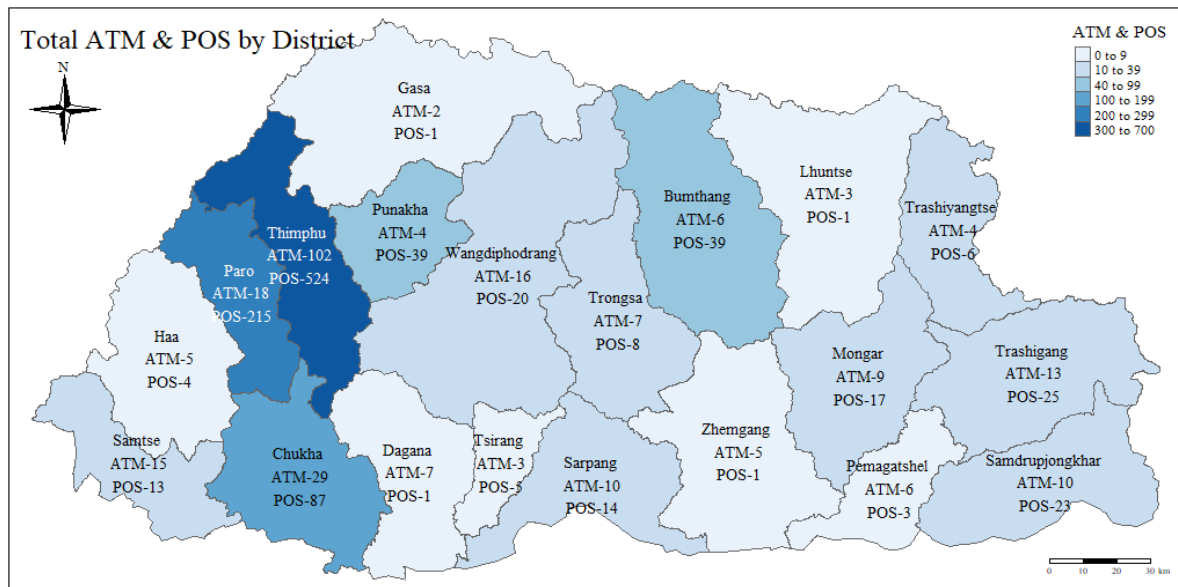 Total ATM & POS by District
N
ATM & POS
0 to 9
10 to 39
40 to 99
100 to 199
200 to 299
300 to 700
Gasa
ATM-2
POS-1
Punakha
ATM-4
POS-39
Thimphu
ATM-102
POS-524
Paro
ATM-18
POS-215
Haa
ATM-5
POS-4
Wangdiphodrang
ATM-16
POS-20
Bumthang
ATM-6
POS-39
Lhuntse
ATM-3
POS-1
Trashiyangtse
ATM-4
POS-6
Trongsa
ATM-7
POS-8
Mongar
ATM-9
POS-17
Trashigang
ATM-13
POS-25
Samtse
ATM-15
POS-13
Chukha
ATM-29
POS-87
Dagana
ATM-7
POS-1
Tsirang
ATM-3
POS-5
Sarpang
ATM-10
POS-14
Zhemgang
ATM-5
POS-1
Pemagatshel
ATM-6
POS-3
Samdrupjongkhar
ATM-10
POS-23
0 10 20 30 km